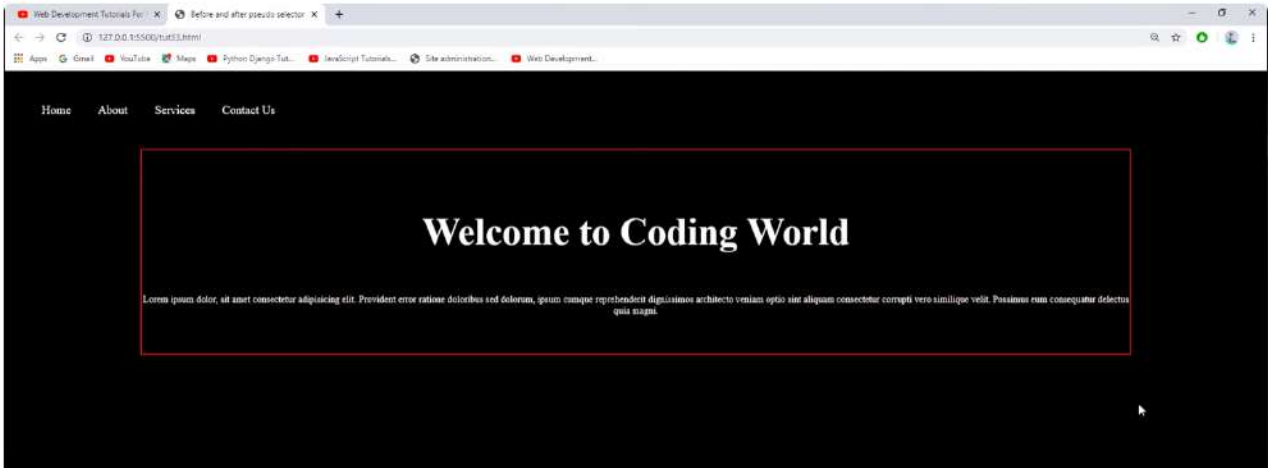 Web Development Tutorials For
Before and after pseudo selector
127.0.0.1:5500/tut33.html
Apps Gmail YouTube Maps Python Django Tut... JavaScript Tutorials... Site administration... Web Development...
Home About Services Contact Us
Welcome to Coding World
Lorem ipsum dolor, sit amet consectetur adipisicing elit. Provident error ratione doloribus sed dolorum, ipsum cumque reprehenderit dignissimos architecto veniam optio sint aliquam consectetur corrupti vero similique velit. Possimus eum consequatur delectus
quia magni.